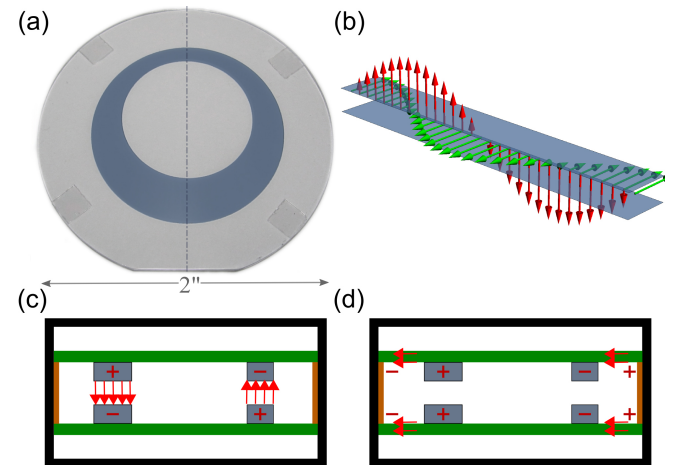 (a)
(b)
2"
(c)
(d)
+ −
− +
− + − +
− + − +